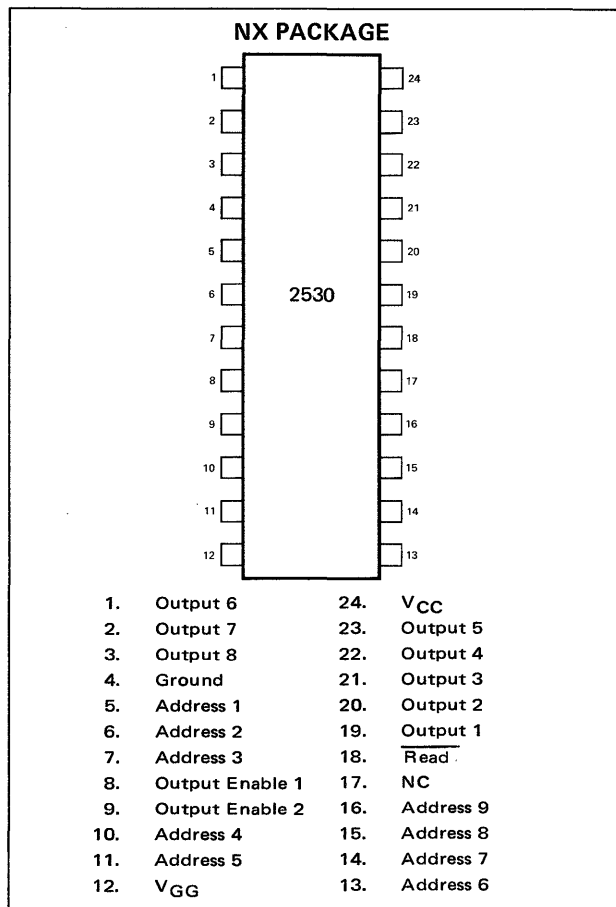 NX PACKAGE
1 24
2 23
3 22
4 21
5 20
6 2530 19
7 18
8 17
9 16
10 15
11 14
12 13
1. Output 6 24. VCC
2. Output 7 23. Output 5
3. Output 8 22. Output 4
4. Ground 21. Output 3
5. Address 1 20. Output 2
6. Address 2 19. Output 1
7. Address 3 18. Read
8. Output Enable 1 17. NC
9. Output Enable 2 16. Address 9
10. Address 4 15. Address 8
11. Address 5 14. Address 7
12. VGG 13. Address 6